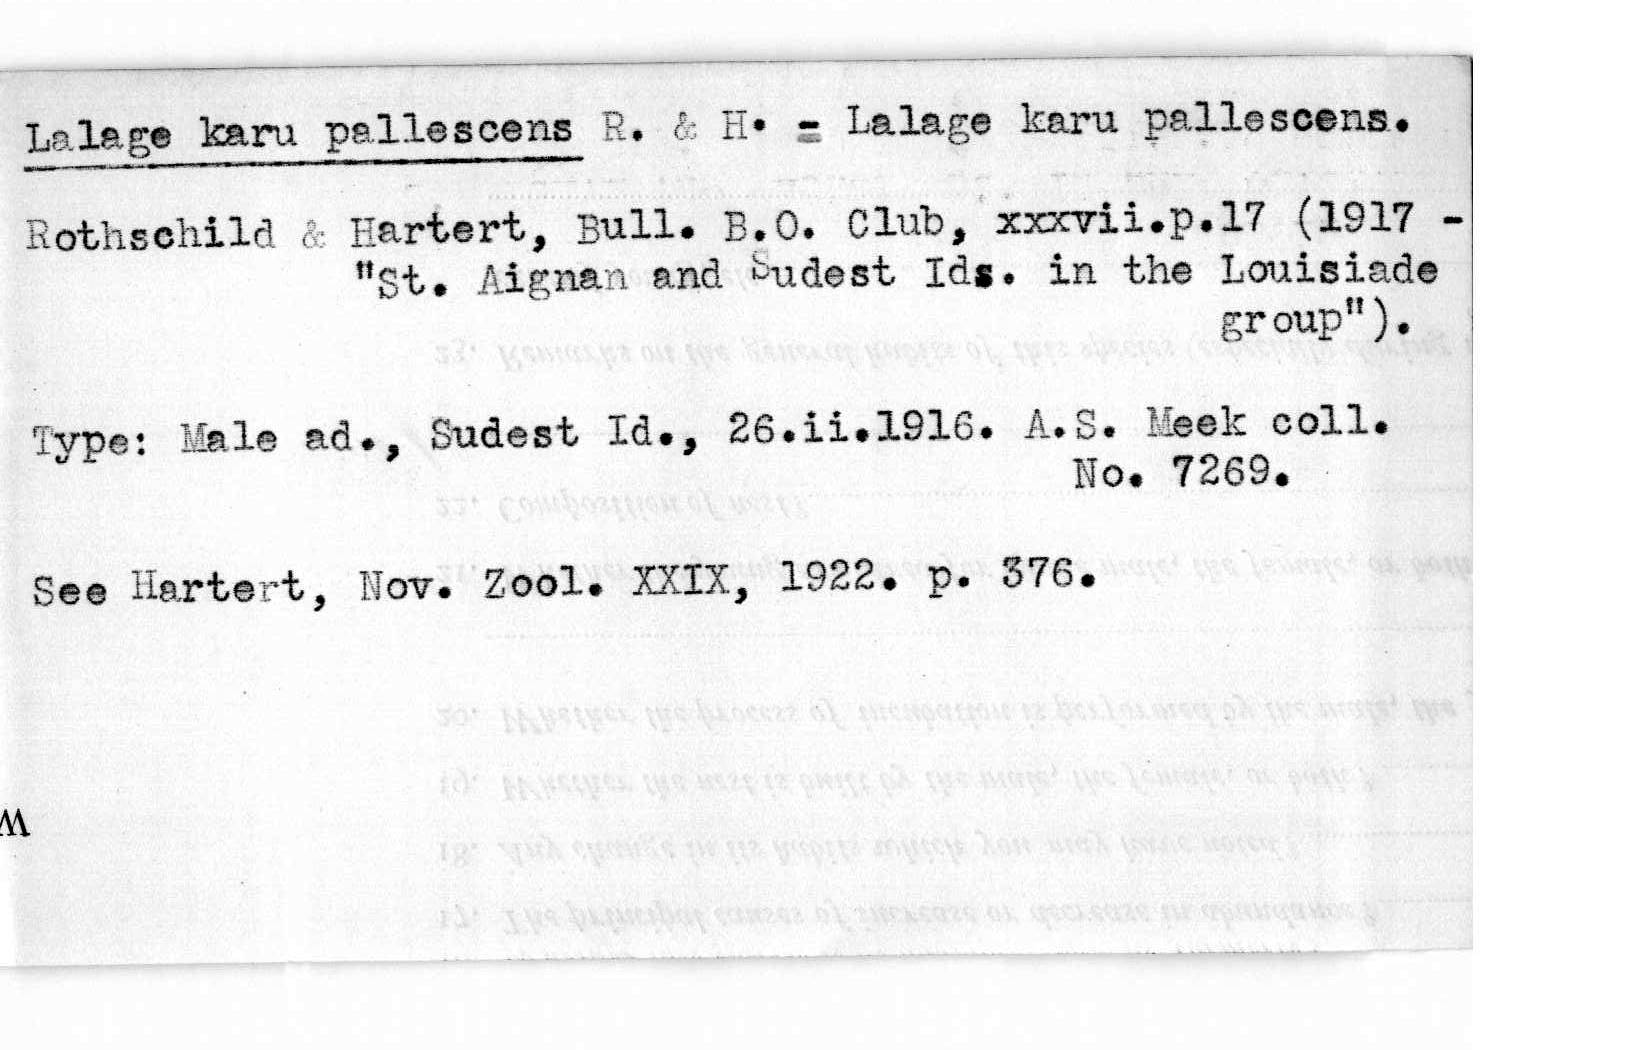 Lalage karu pallescens R. & H. = Lalage karu pallescens.
Rothschild & Hartert, Bull. B.O. Club, xxxvii.p.17 (1917 -
"St. Aignan and Sudest Ids. in the Louisiade
group").
Type: Male ad., Sudest Id., 26.ii.1916. A.S. Meek coll.
No. 7269.
See Hartert, Nov. Zool. XXIX, 1922. p. 376.